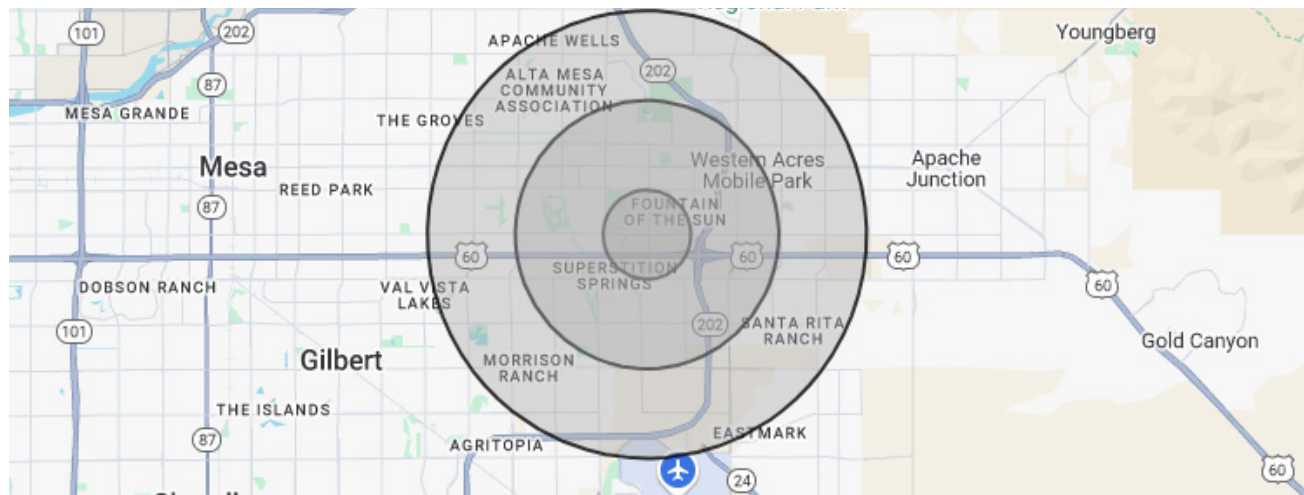 Regional Park
101
202
Youngberg
APACHE WELLS
87
202
ALTA MESA
COMMUNITY
ASSOCIATION
MESA GRANDE
THE GROVES
Mesa
Western Acres
Mobile Park
Apache
Junction
REED PARK
87
FOUNTAIN
OF THE SUN
60
60
60
SUPERSTITION
SPRINGS
DOBSON RANCH
VAL VISTA
LAKES
60
101
202
SANTA RITA
RANCH
Gold Canyon
Gilbert
MORRISON
RANCH
THE ISLANDS
87
AGRITOPIA
EASTMARK
60
24